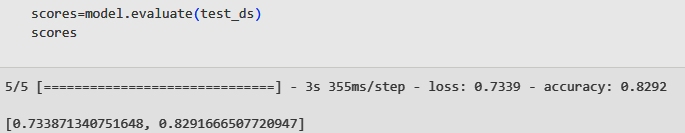 scores=model.evaluate(test_ds)
scores
5/5 [==============================] - 3s 355ms/step - loss: 0.7339 - accuracy: 0.8292
[0.733871340751648, 0.8291666507720947]